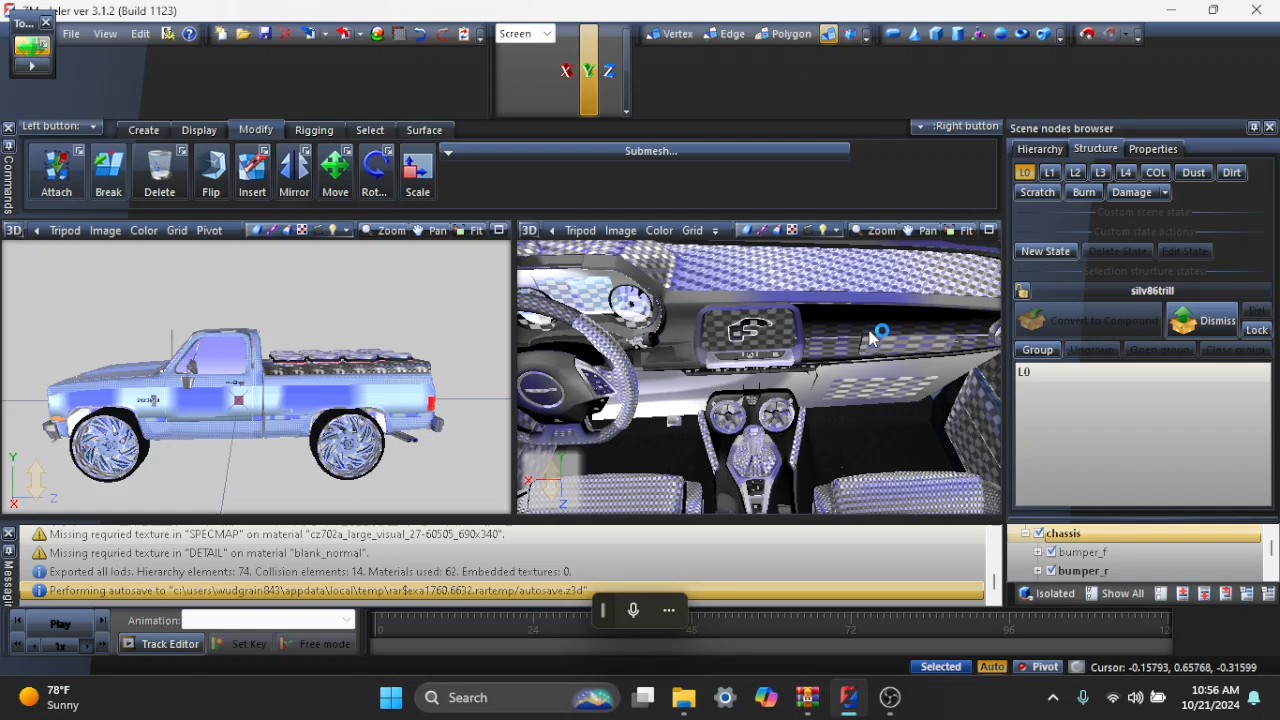 ZModeler ver 3.1.2 (Build 1123)
To...
File View Edit
Screen
Vertex Edge Polygon
X Y Z
Left button: :Right button
Commands
Create Display Modify Rigging Select Surface
Submesh...
Attach Break Delete Flip Insert Mirror Move Rot... Scale
3D Tripod Image Color Grid Pivot Zoom Pan Fit
3D Tripod Image Color Grid Zoom Pan Fit
Y X Z
Y X Z
Scene nodes browser
Hierarchy Structure Properties
L0 L1 L2 L3 L4 COL Dust Dirt
Scratch Burn Damage
Custom scene state:
Custom state actions:
New State Delete State Edit State
Selection structure states:
silv86trill
Convert to Compound Dismiss Del Lock
Group Ungroup Open group Close group
L0
chassis
bumper_f
bumper_r
Isolated Show All
Messagin
Missing requried texture in "SPECMAP" on material "cz702a_large_visual_27-60505_690x340".
Missing requried texture in "DETAIL" on material "blank_normal".
Exported all lods. Hierarchy elements: 74. Collision elements: 14. Materials used: 62. Embedded textures: 0.
Performing autosave to "c:\users\wudgrain843\appdata\local\temp\rar$exa1760.6632.rartemp/autosave.z3d"
Play
1x
Animation:
Track Editor Set Key Free mode
0 24 48 72 96 12
Selected Auto Pivot Cursor: -0.15793, 0.65768, -0.31599
78°F
Sunny
Search
10:56 AM
10/21/2024